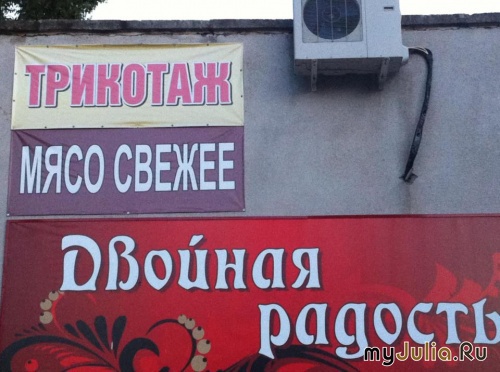 ТРИКОТАЖ
МЯСО СВЕЖЕЕ
Двойная
радость
myJulia.Ru